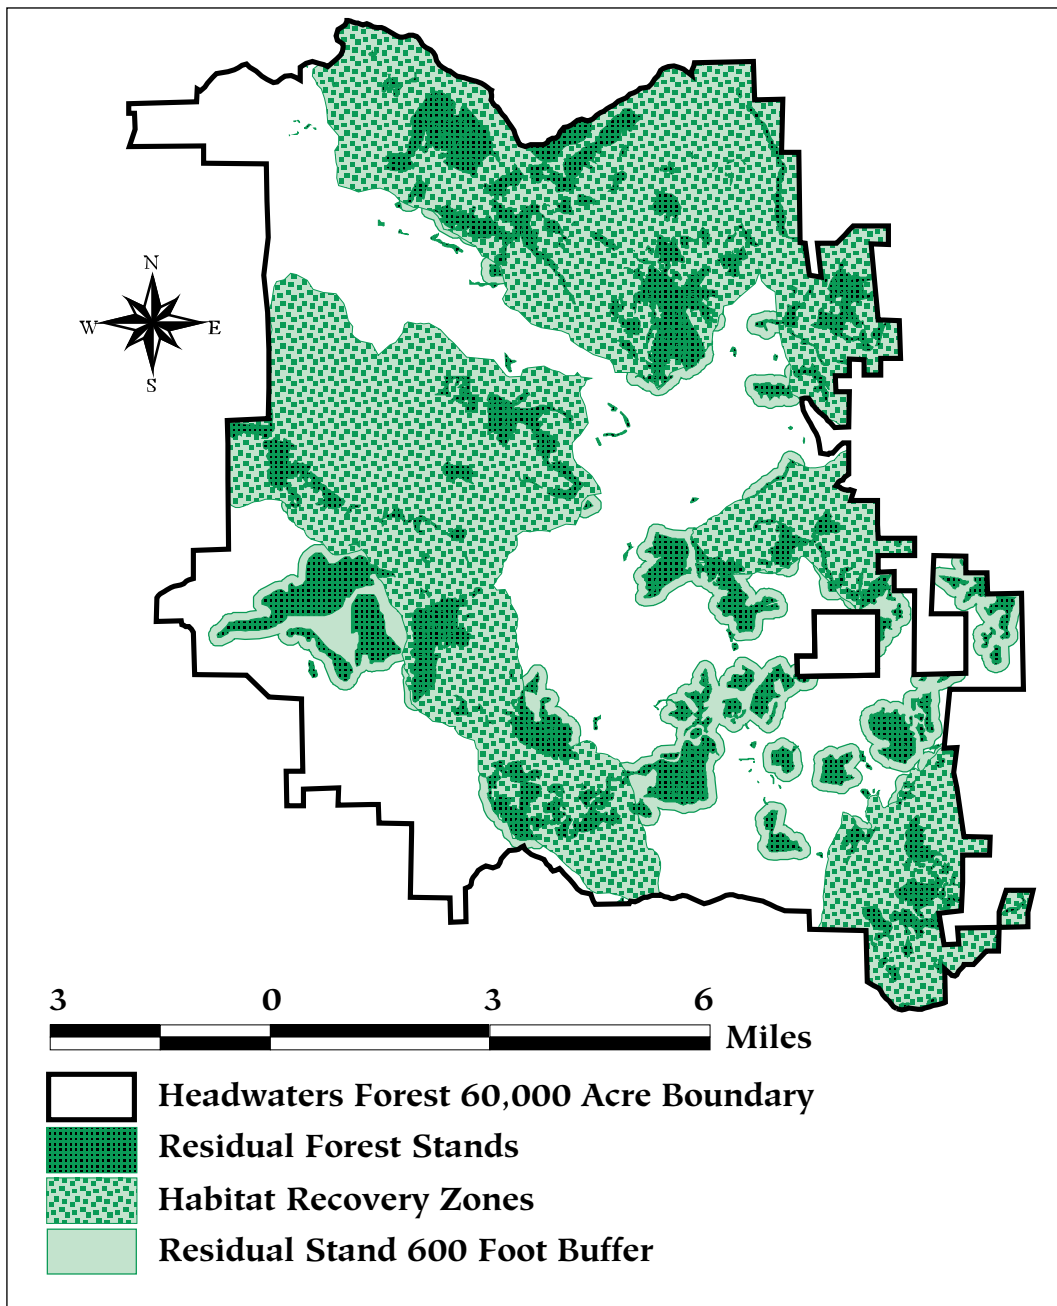 N
W E
S
3 0 3 6
Miles
Headwaters Forest 60,000 Acre Boundary
Residual Forest Stands
Habitat Recovery Zones
Residual Stand 600 Foot Buffer